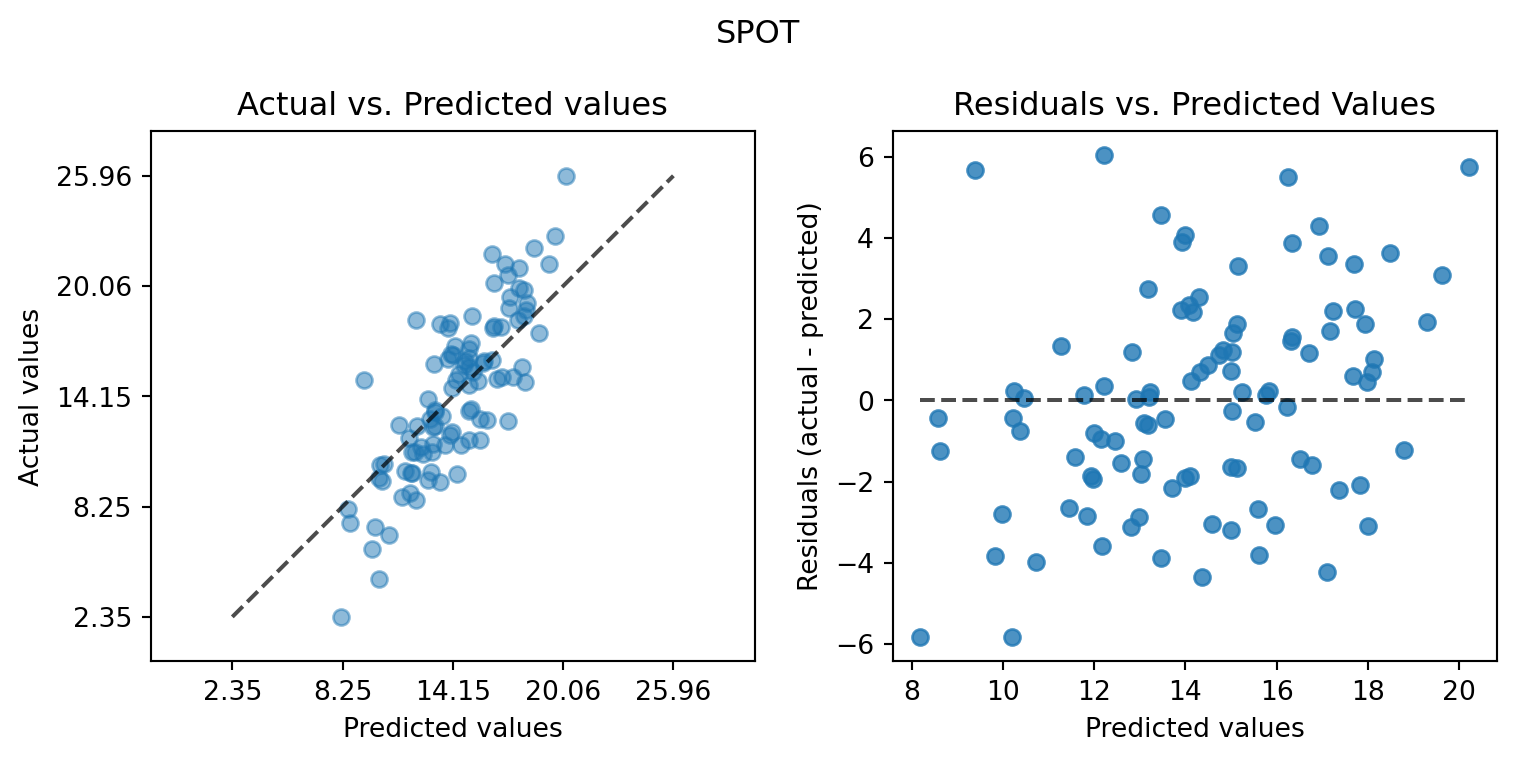 SPOT
Actual vs. Predicted values
Actual values
25.96
20.06
14.15
8.25
2.35
2.35 8.25 14.15 20.06 25.96
Predicted values
Residuals vs. Predicted Values
Residuals (actual - predicted)
6
4
2
0
−2
−4
−6
8 10 12 14 16 18 20
Predicted values